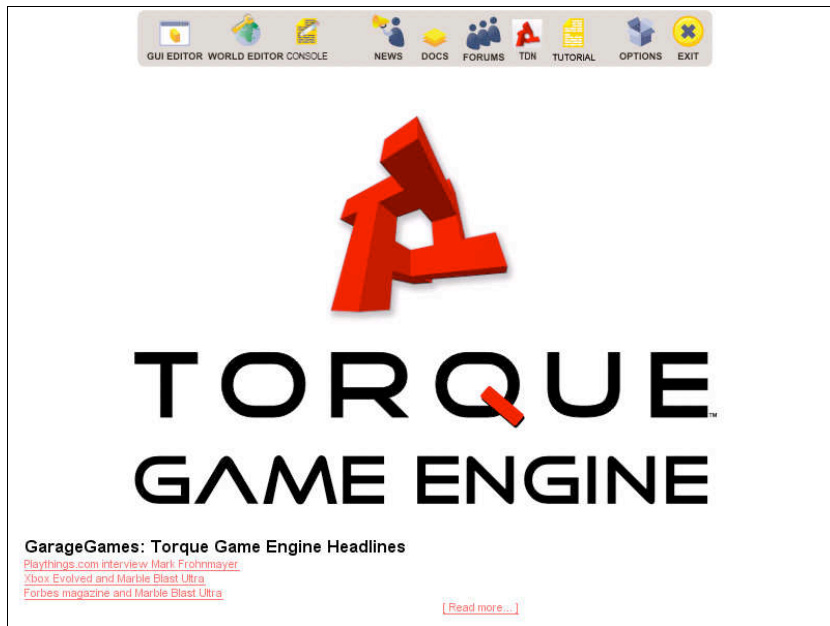 GUI EDITOR WORLD EDITOR CONSOLE NEWS DOCS FORUMS TDN TUTORIAL OPTIONS EXIT
TORQUE™
GAME ENGINE
GarageGames: Torque Game Engine Headlines
Playthings.com interview Mark Frohnmayer
Xbox Evolved and Marble Blast Ultra
Forbes magazine and Marble Blast Ultra
[ Read more... ]